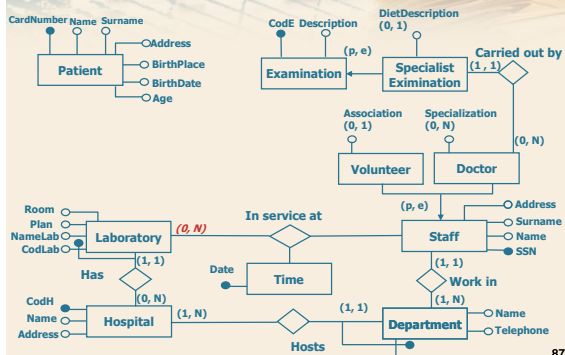 CardNumber Name Surname
Address
BirthPlace
BirthDate
Age
Patient
CodE Description
DietDescription
(0, 1)
(p, e)
Examination
Specialist
Eximination
Carried out by
(1 , 1)
(0, N)
Association
(0, 1)
Specialization
(0, N)
Volunteer
Doctor
(p, e)
Address
Surname
Name
SSN
Staff
Room
Plan
NameLab
CodLab
Laboratory
(0, N)
In service at
Time
Date
(1, 1)
Has
(0, N)
(1, 1)
Work in
(1, N)
CodH
Name
Address
Hospital
(1, N)
Hosts
(1, 1)
Department
Name
Telephone
87